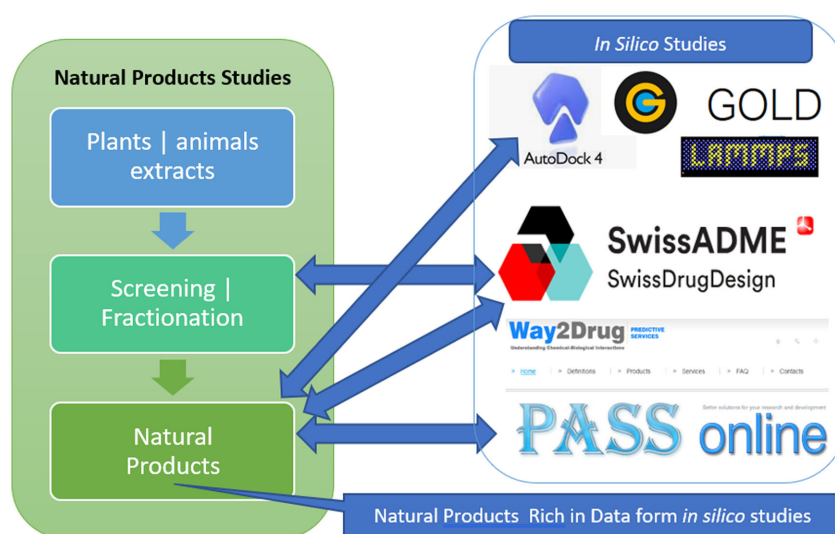 Natural Products Studies
Plants | animals
extracts
Screening |
Fractionation
Natural
Products
In Silico Studies
AutoDock 4
GOLD
LAMMPS
SwissADME
SwissDrugDesign
Way2Drug PREDICTIVE SERVICES
Understanding Chemical-Biological Interactions
» Home » Definitions » Products » Services » FAQ » Contacts
Better solutions for your research and development
PASS online
Natural Products Rich in Data form in silico studies